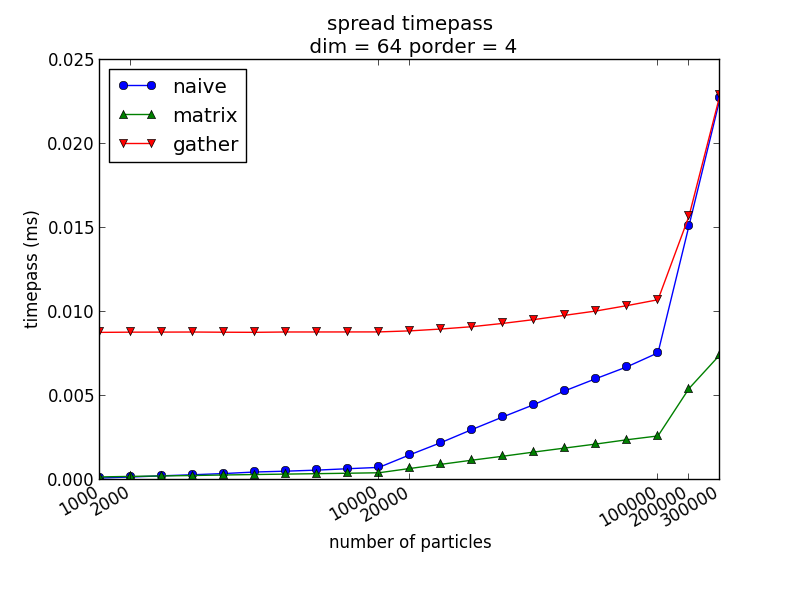 spread timepass
dim = 64 porder = 4
naive
matrix
gather
timepass (ms)
0.025
0.020
0.015
0.010
0.005
0.000
1000
2000
10000
20000
100000
200000
300000
number of particles